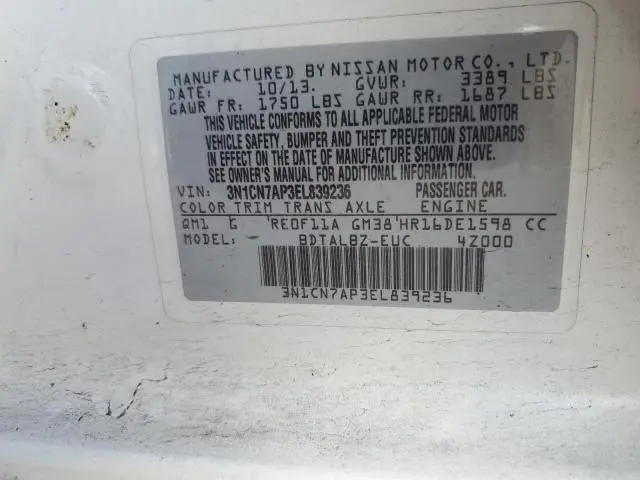 MANUFACTURED BY NISSAN MOTOR CO., LTD.
DATE: 10/13. GVWR: 3389 LBS
GAWR FR: 1750 LBS GAWR RR: 1687 LBS
THIS VEHICLE CONFORMS TO ALL APPLICABLE FEDERAL MOTOR
VEHICLE SAFETY, BUMPER AND THEFT PREVENTION STANDARDS
IN EFFECT ON THE DATE OF MANUFACTURE SHOWN ABOVE.
SEE OWNER'S MANUAL FOR ADDITIONAL INFORMATION.
VIN: 3N1CN7AP3EL839236 PASSENGER CAR.
COLOR TRIM TRANS AXLE ENGINE
QM1 G RE0F11A GM38 HR16DE1598 CC
MODEL: BDTALBZ-EUC 4Z000
3N1CN7AP3EL839236